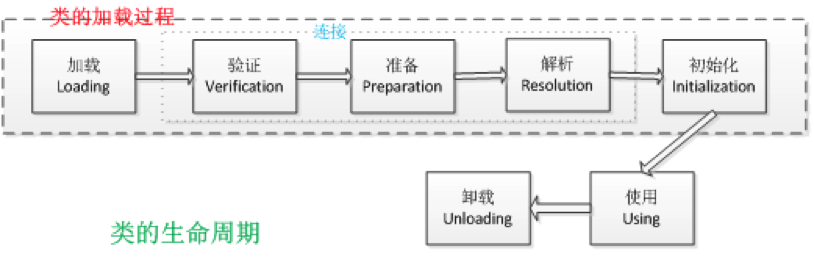 类的加载过程
连接
加载
Loading
验证
Verification
准备
Preparation
解析
Resolution
初始化
Initialization
卸载
Unloading
使用
Using
类的生命周期